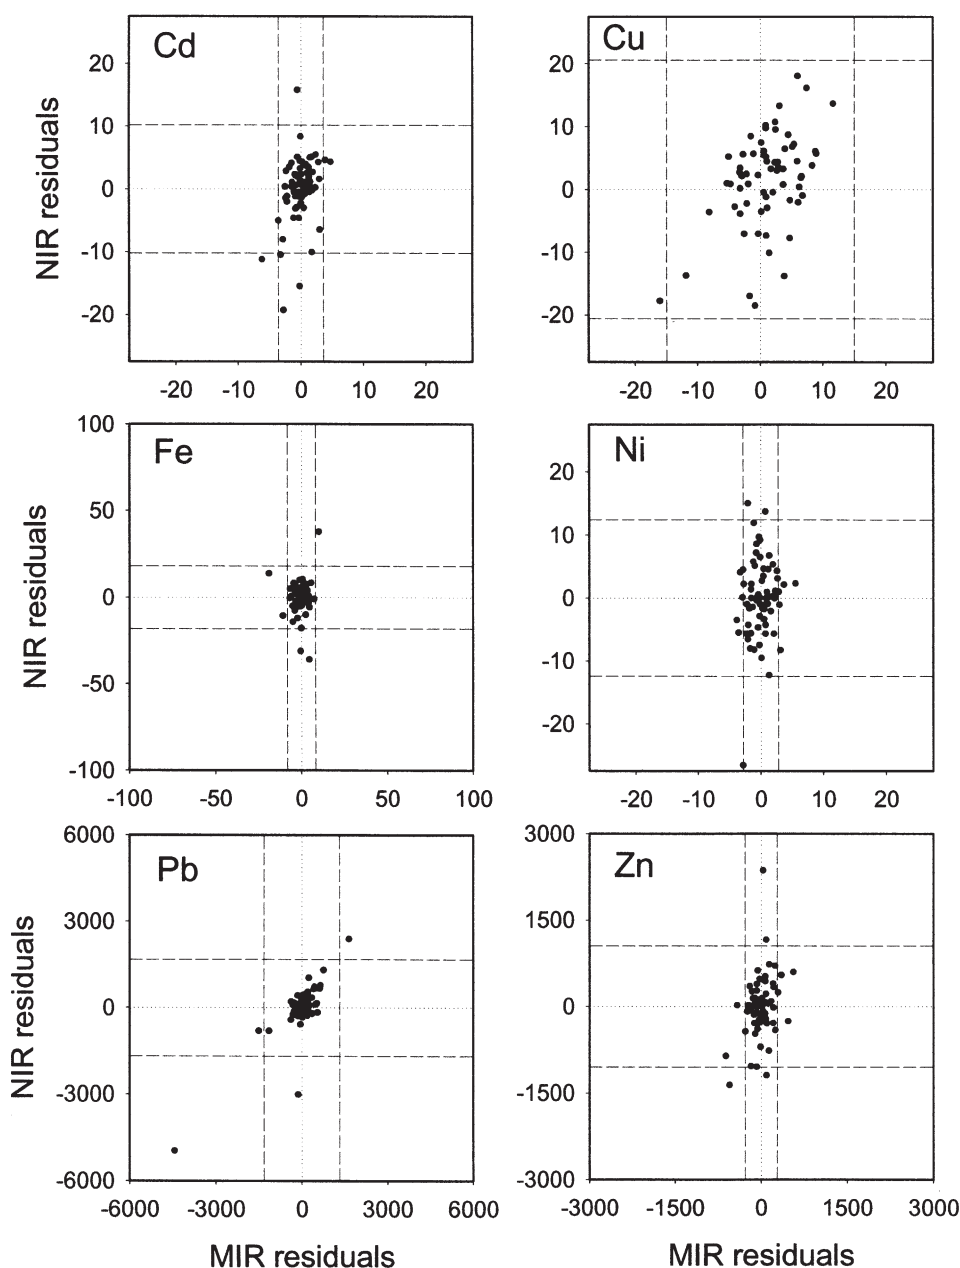 Cd
Cu
20
10
0
-10
-20
NIR residuals
20
10
0
-10
-20
-20 -10 0 10 20
-20 -10 0 10 20
Fe
Ni
100
50
0
-50
-100
NIR residuals
20
10
0
-10
-20
-100 -50 0 50 100
-20 -10 0 10 20
Pb
Zn
6000
3000
0
-3000
-6000
NIR residuals
3000
1500
0
-1500
-3000
-6000 -3000 0 3000 6000
-3000 -1500 0 1500 3000
MIR residuals
MIR residuals